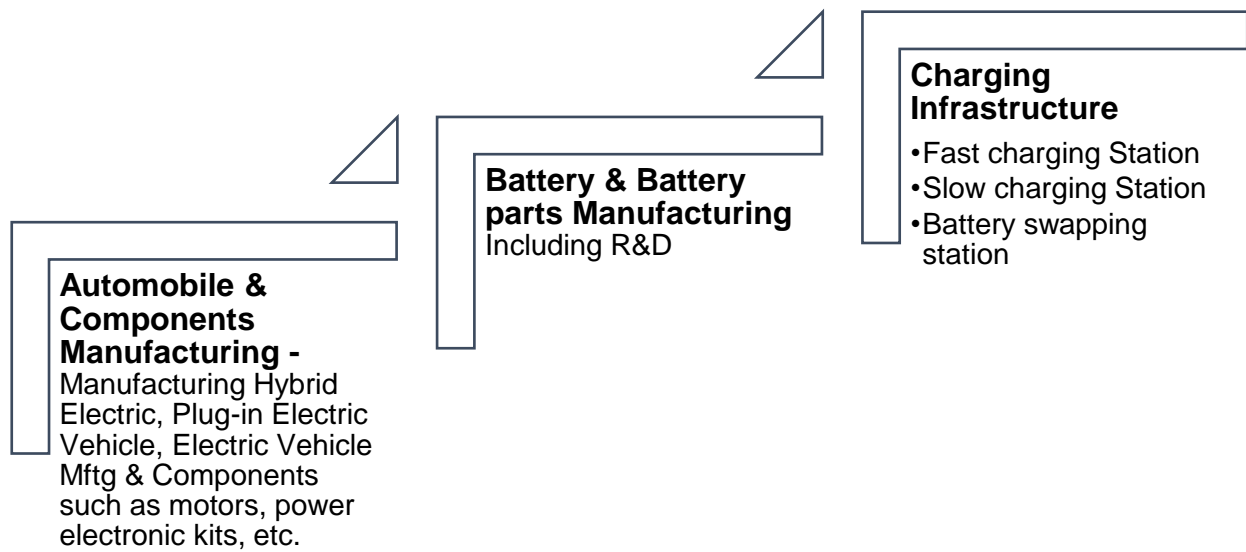 Automobile &
Components
Manufacturing -
Manufacturing Hybrid
Electric, Plug-in Electric
Vehicle, Electric Vehicle
Mftg & Components
such as motors, power
electronic kits, etc.
Battery & Battery
parts Manufacturing
Including R&D
Charging
Infrastructure
•Fast charging Station
•Slow charging Station
•Battery swapping
station